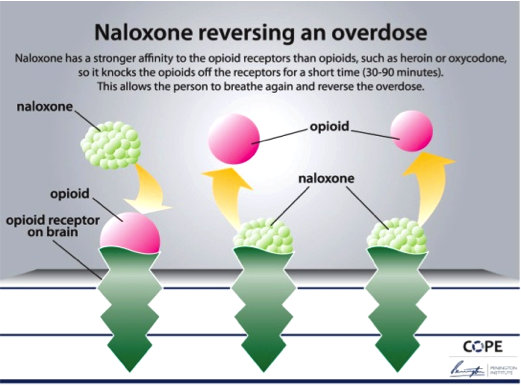 Naloxone reversing an overdose
Naloxone has a stronger affinity to the opioid receptors than opioids, such as heroin or oxycodone,
so it knocks the opioids off the receptors for a short time (30-90 minutes).
This allows the person to breathe again and reverse the overdose.
naloxone
opioid
opioid
naloxone
opioid receptor
on brain
COPE
PENINGTON
INSTITUTE